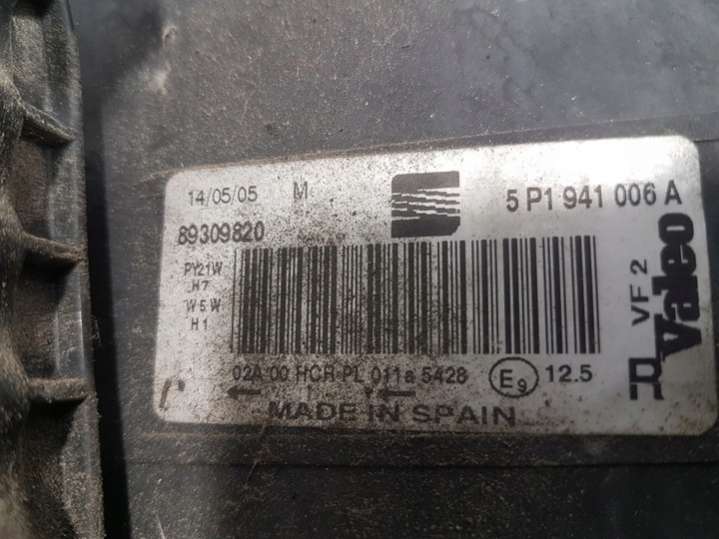 14/05/05 M 5 P1 941 006 A
89309820
PY21W
H7
W5W
H1
VF 2
Valeo
02A 00 HCR-PL 011a 5428 E9 12.5
MADE IN SPAIN